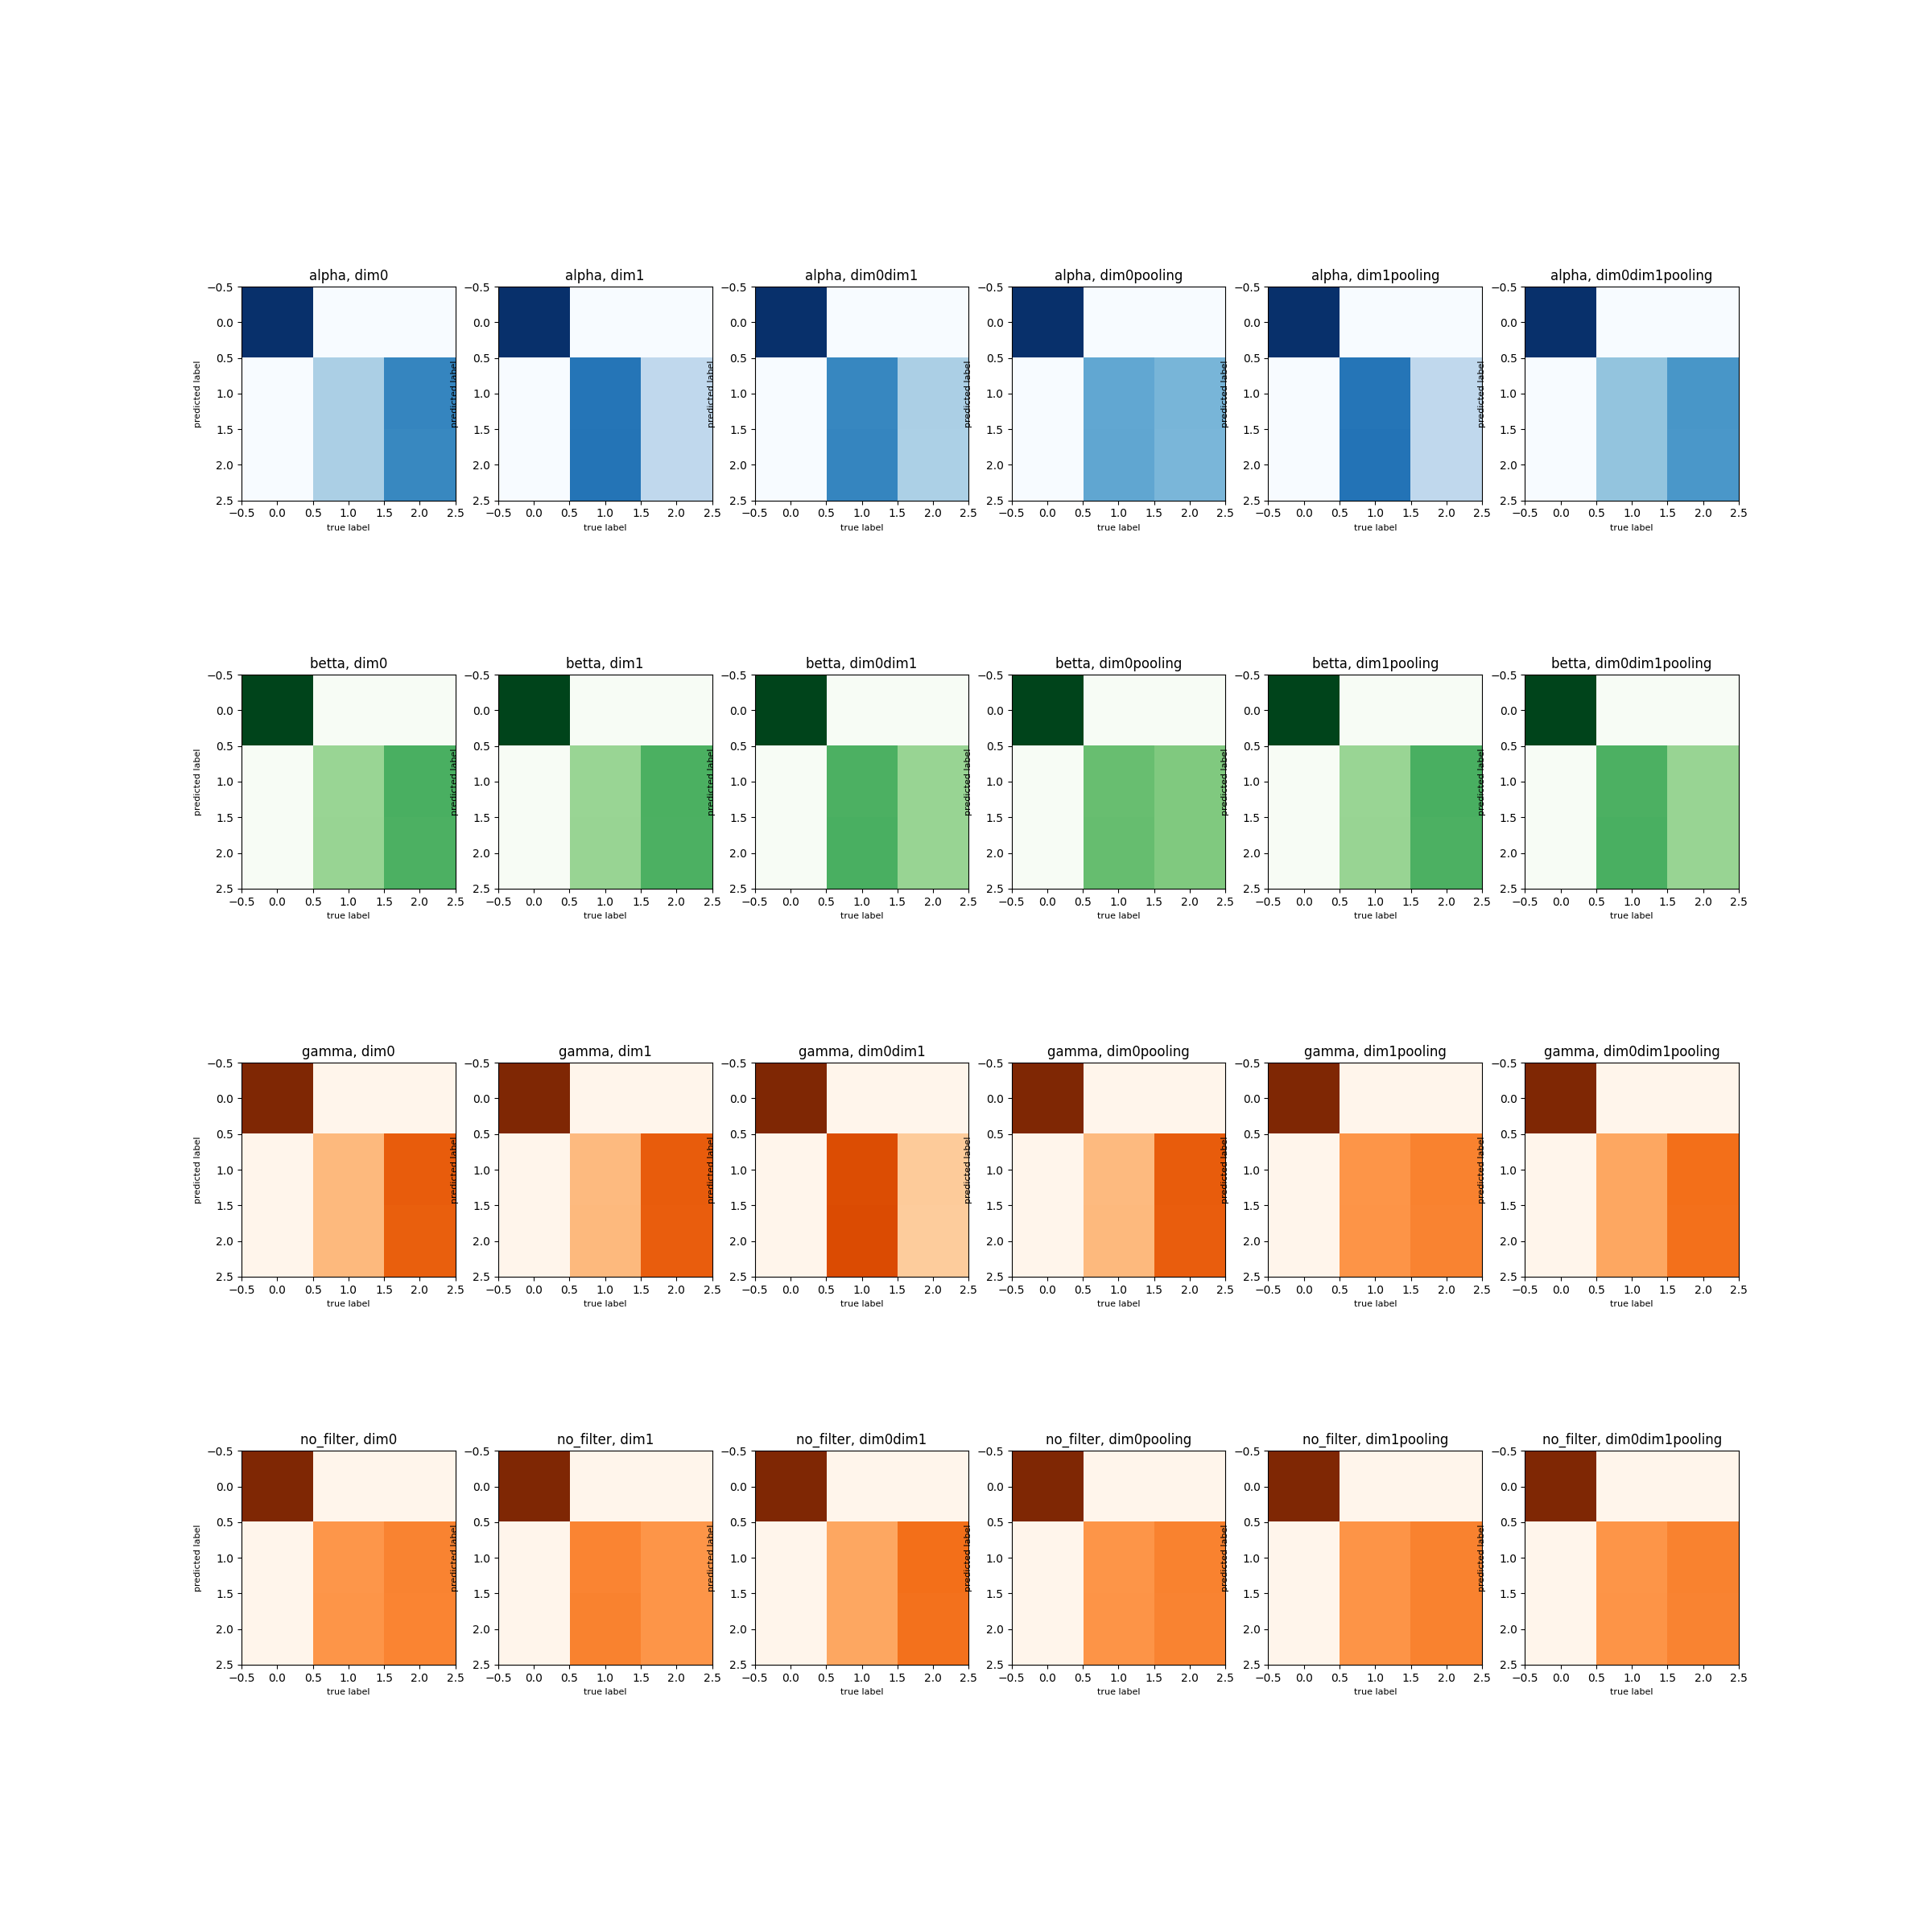 alpha, dim0 alpha, dim1 alpha, dim0dim1 alpha, dim0pooling alpha, dim1pooling alpha, dim0dim1pooling
−0.5 −0.5 −0.5 −0.5 −0.5 −0.5
0.0 0.0 0.0 0.0 0.0 0.0
0.5 0.5 0.5 0.5 0.5 0.5
predicted label predicted label predicted label predicted label predicted label predicted label
1.0 1.0 1.0 1.0 1.0 1.0
1.5 1.5 1.5 1.5 1.5 1.5
2.0 2.0 2.0 2.0 2.0 2.0
2.5 2.5 2.5 2.5 2.5 2.5
−0.5 0.0 0.5 1.0 1.5 2.0 2.5 −0.5 0.0 0.5 1.0 1.5 2.0 2.5 −0.5 0.0 0.5 1.0 1.5 2.0 2.5 −0.5 0.0 0.5 1.0 1.5 2.0 2.5 −0.5 0.0 0.5 1.0 1.5 2.0 2.5 −0.5 0.0 0.5 1.0 1.5 2.0 2.5
true label true label true label true label true label true label
betta, dim0 betta, dim1 betta, dim0dim1 betta, dim0pooling betta, dim1pooling betta, dim0dim1pooling
−0.5 −0.5 −0.5 −0.5 −0.5 −0.5
0.0 0.0 0.0 0.0 0.0 0.0
0.5 0.5 0.5 0.5 0.5 0.5
predicted label predicted label predicted label predicted label predicted label predicted label
1.0 1.0 1.0 1.0 1.0 1.0
1.5 1.5 1.5 1.5 1.5 1.5
2.0 2.0 2.0 2.0 2.0 2.0
2.5 2.5 2.5 2.5 2.5 2.5
−0.5 0.0 0.5 1.0 1.5 2.0 2.5 −0.5 0.0 0.5 1.0 1.5 2.0 2.5 −0.5 0.0 0.5 1.0 1.5 2.0 2.5 −0.5 0.0 0.5 1.0 1.5 2.0 2.5 −0.5 0.0 0.5 1.0 1.5 2.0 2.5 −0.5 0.0 0.5 1.0 1.5 2.0 2.5
true label true label true label true label true label true label
gamma, dim0 gamma, dim1 gamma, dim0dim1 gamma, dim0pooling gamma, dim1pooling gamma, dim0dim1pooling
−0.5 −0.5 −0.5 −0.5 −0.5 −0.5
0.0 0.0 0.0 0.0 0.0 0.0
0.5 0.5 0.5 0.5 0.5 0.5
predicted label predicted label predicted label predicted label predicted label predicted label
1.0 1.0 1.0 1.0 1.0 1.0
1.5 1.5 1.5 1.5 1.5 1.5
2.0 2.0 2.0 2.0 2.0 2.0
2.5 2.5 2.5 2.5 2.5 2.5
−0.5 0.0 0.5 1.0 1.5 2.0 2.5 −0.5 0.0 0.5 1.0 1.5 2.0 2.5 −0.5 0.0 0.5 1.0 1.5 2.0 2.5 −0.5 0.0 0.5 1.0 1.5 2.0 2.5 −0.5 0.0 0.5 1.0 1.5 2.0 2.5 −0.5 0.0 0.5 1.0 1.5 2.0 2.5
true label true label true label true label true label true label
no_filter, dim0 no_filter, dim1 no_filter, dim0dim1 no_filter, dim0pooling no_filter, dim1pooling no_filter, dim0dim1pooling
−0.5 −0.5 −0.5 −0.5 −0.5 −0.5
0.0 0.0 0.0 0.0 0.0 0.0
0.5 0.5 0.5 0.5 0.5 0.5
predicted label predicted label predicted label predicted label predicted label predicted label
1.0 1.0 1.0 1.0 1.0 1.0
1.5 1.5 1.5 1.5 1.5 1.5
2.0 2.0 2.0 2.0 2.0 2.0
2.5 2.5 2.5 2.5 2.5 2.5
−0.5 0.0 0.5 1.0 1.5 2.0 2.5 −0.5 0.0 0.5 1.0 1.5 2.0 2.5 −0.5 0.0 0.5 1.0 1.5 2.0 2.5 −0.5 0.0 0.5 1.0 1.5 2.0 2.5 −0.5 0.0 0.5 1.0 1.5 2.0 2.5 −0.5 0.0 0.5 1.0 1.5 2.0 2.5
true label true label true label true label true label true label